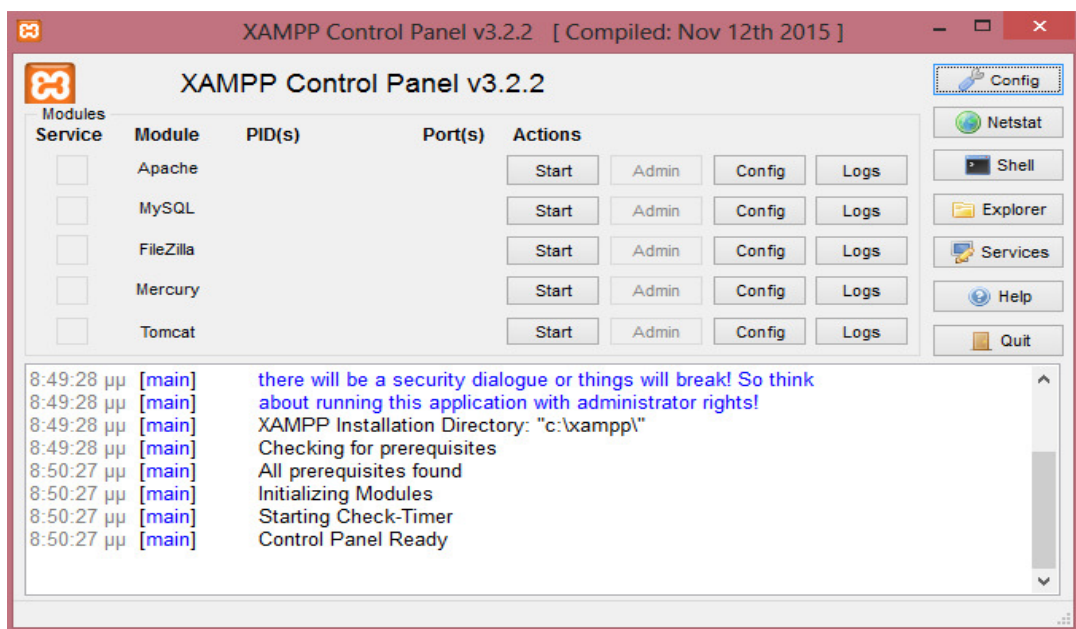 XAMPP Control Panel v3.2.2 [ Compiled: Nov 12th 2015 ]
XAMPP Control Panel v3.2.2
Config
Modules
Service Module PID(s) Port(s) Actions
Netstat
Apache Start Admin Config Logs
Shell
MySQL Start Admin Config Logs
Explorer
FileZilla Start Admin Config Logs
Services
Mercury Start Admin Config Logs
Help
Tomcat Start Admin Config Logs
Quit
8:49:28 μμ [main] there will be a security dialogue or things will break! So think
8:49:28 μμ [main] about running this application with administrator rights!
8:49:28 μμ [main] XAMPP Installation Directory: "c:\xampp\"
8:49:28 μμ [main] Checking for prerequisites
8:50:27 μμ [main] All prerequisites found
8:50:27 μμ [main] Initializing Modules
8:50:27 μμ [main] Starting Check-Timer
8:50:27 μμ [main] Control Panel Ready